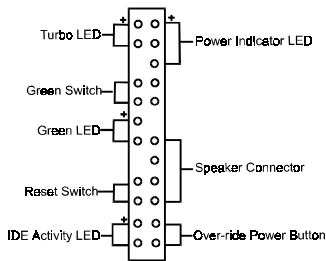 + +
Turbo LED
Power Indicator LED
Green Switch
+
Green LED
Speaker Connector
Reset Switch
+
IDE Activity LED
Over-ride Power Button